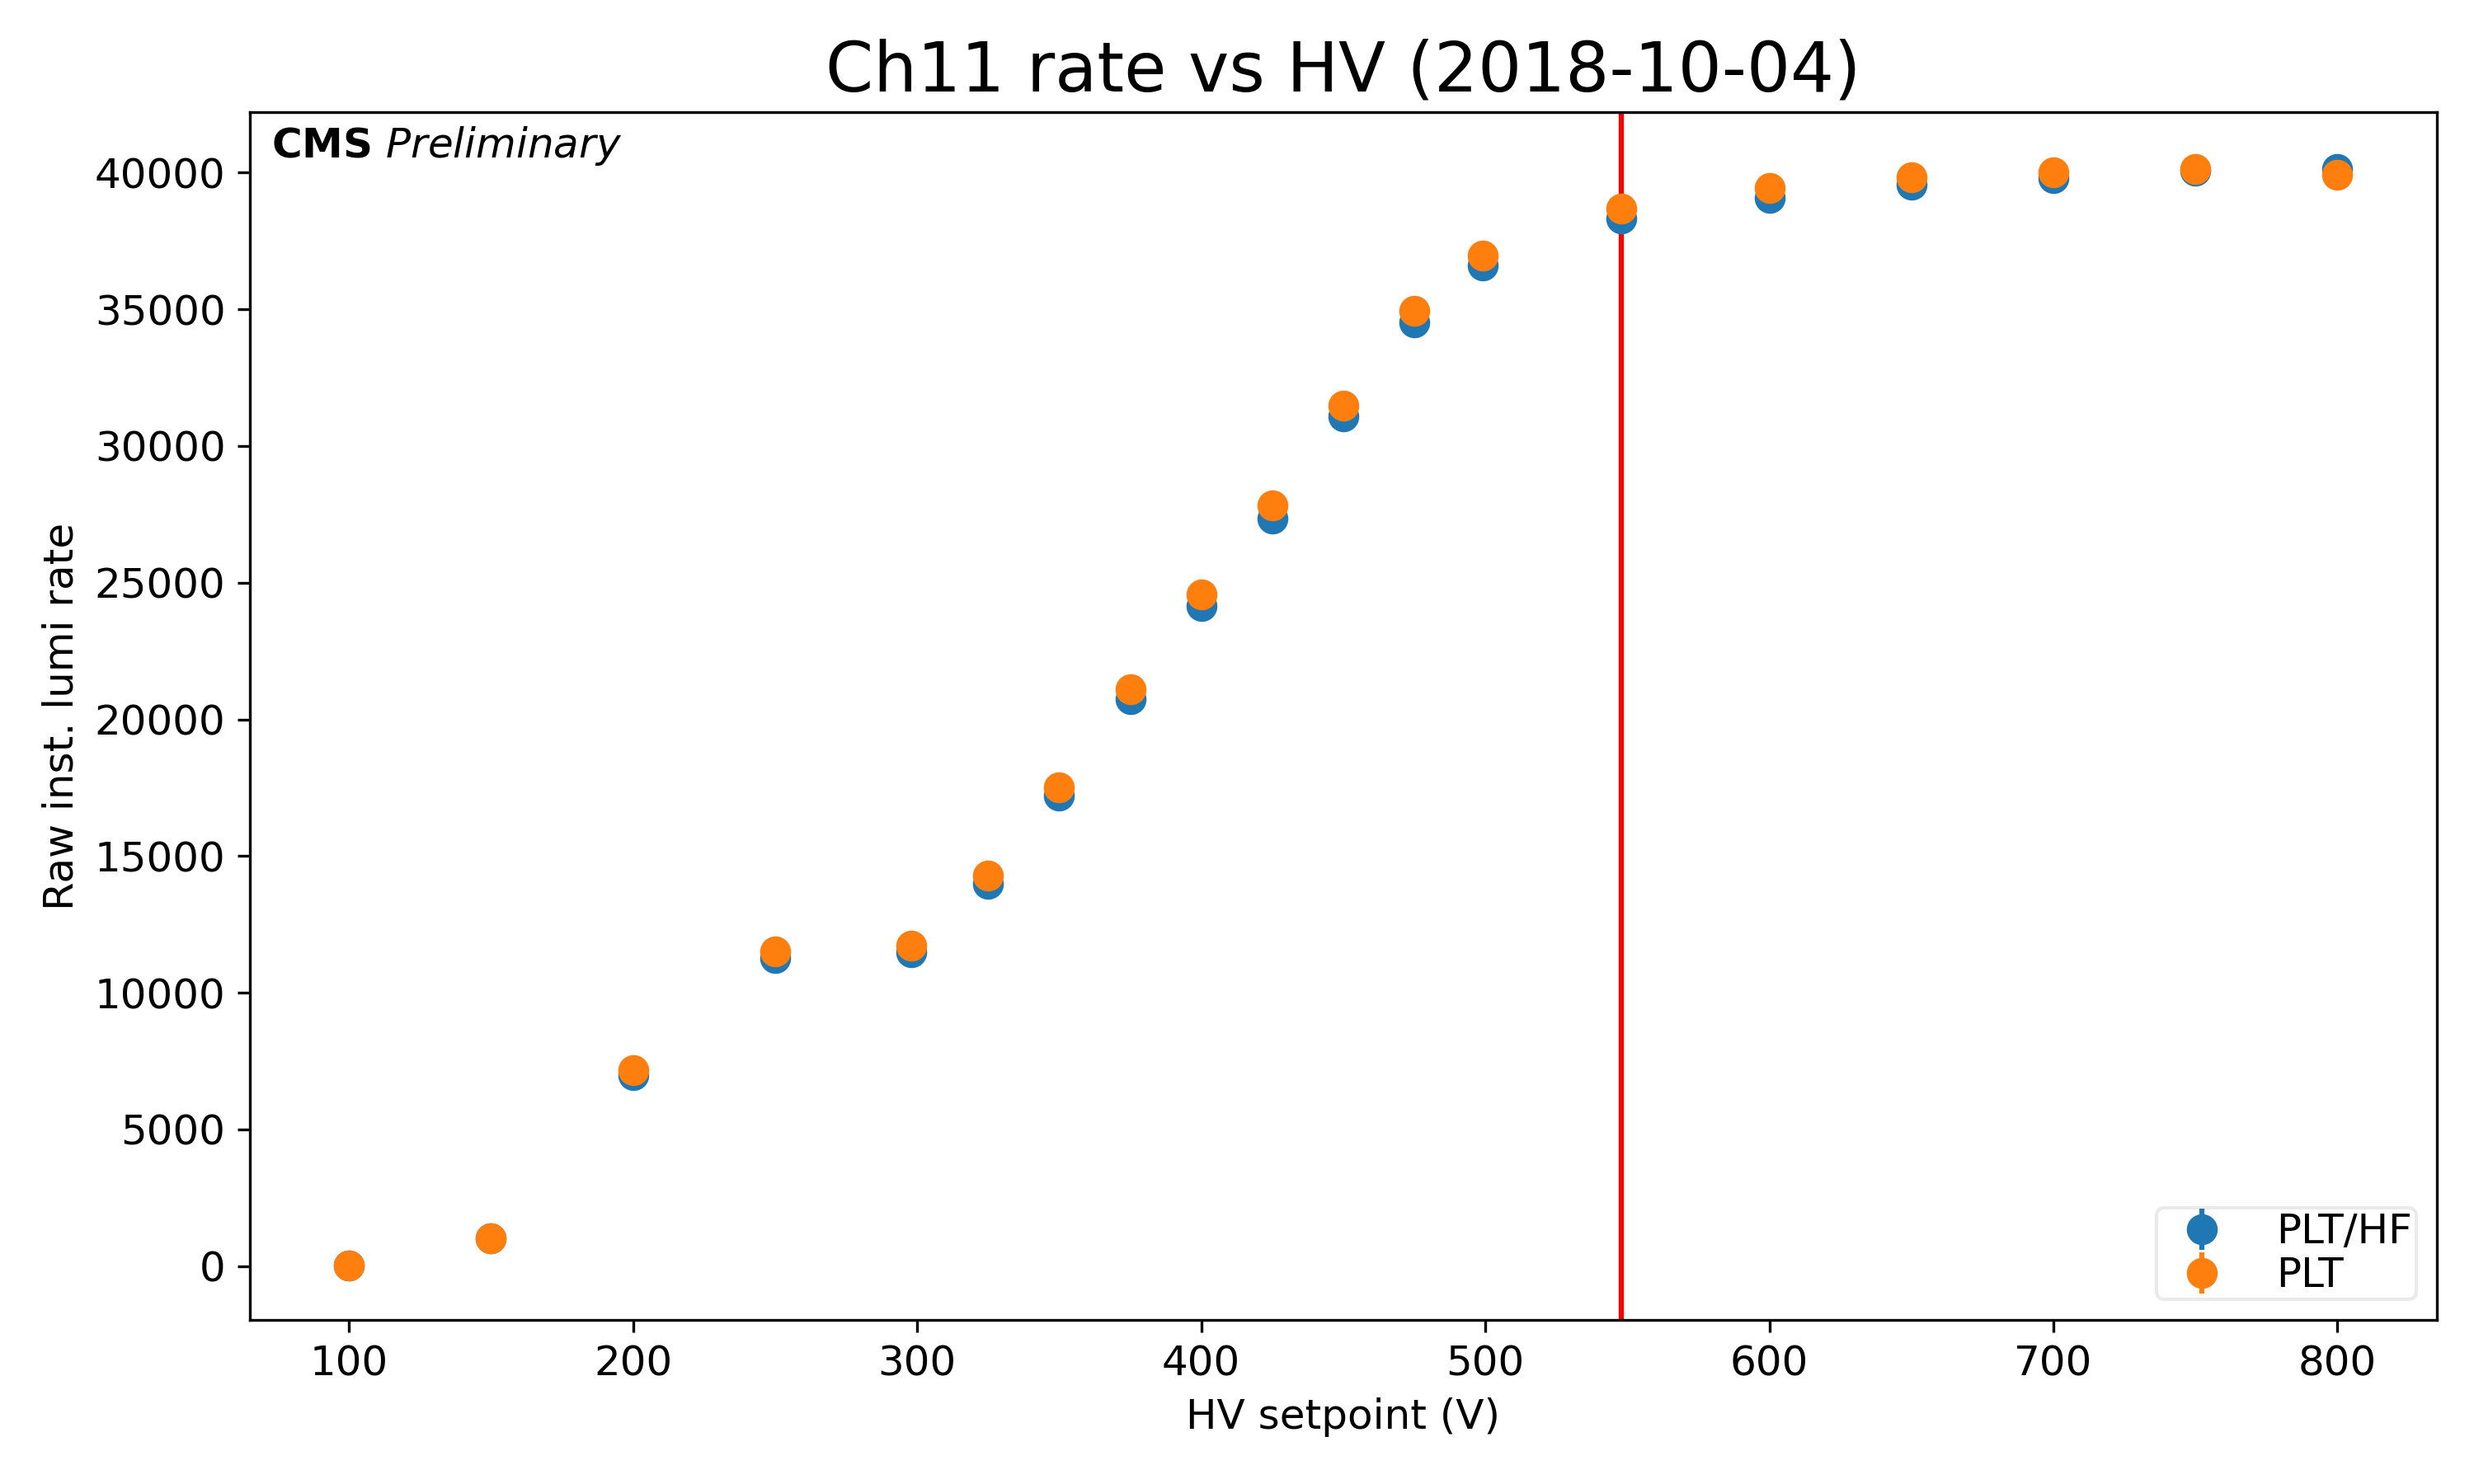 Ch11 rate vs HV (2018-10-04)
CMS Preliminary
40000
35000
30000
25000
20000
15000
10000
5000
0
Raw inst. lumi rate
PLT/HF
PLT
100 200 300 400 500 600 700 800
HV setpoint (V)